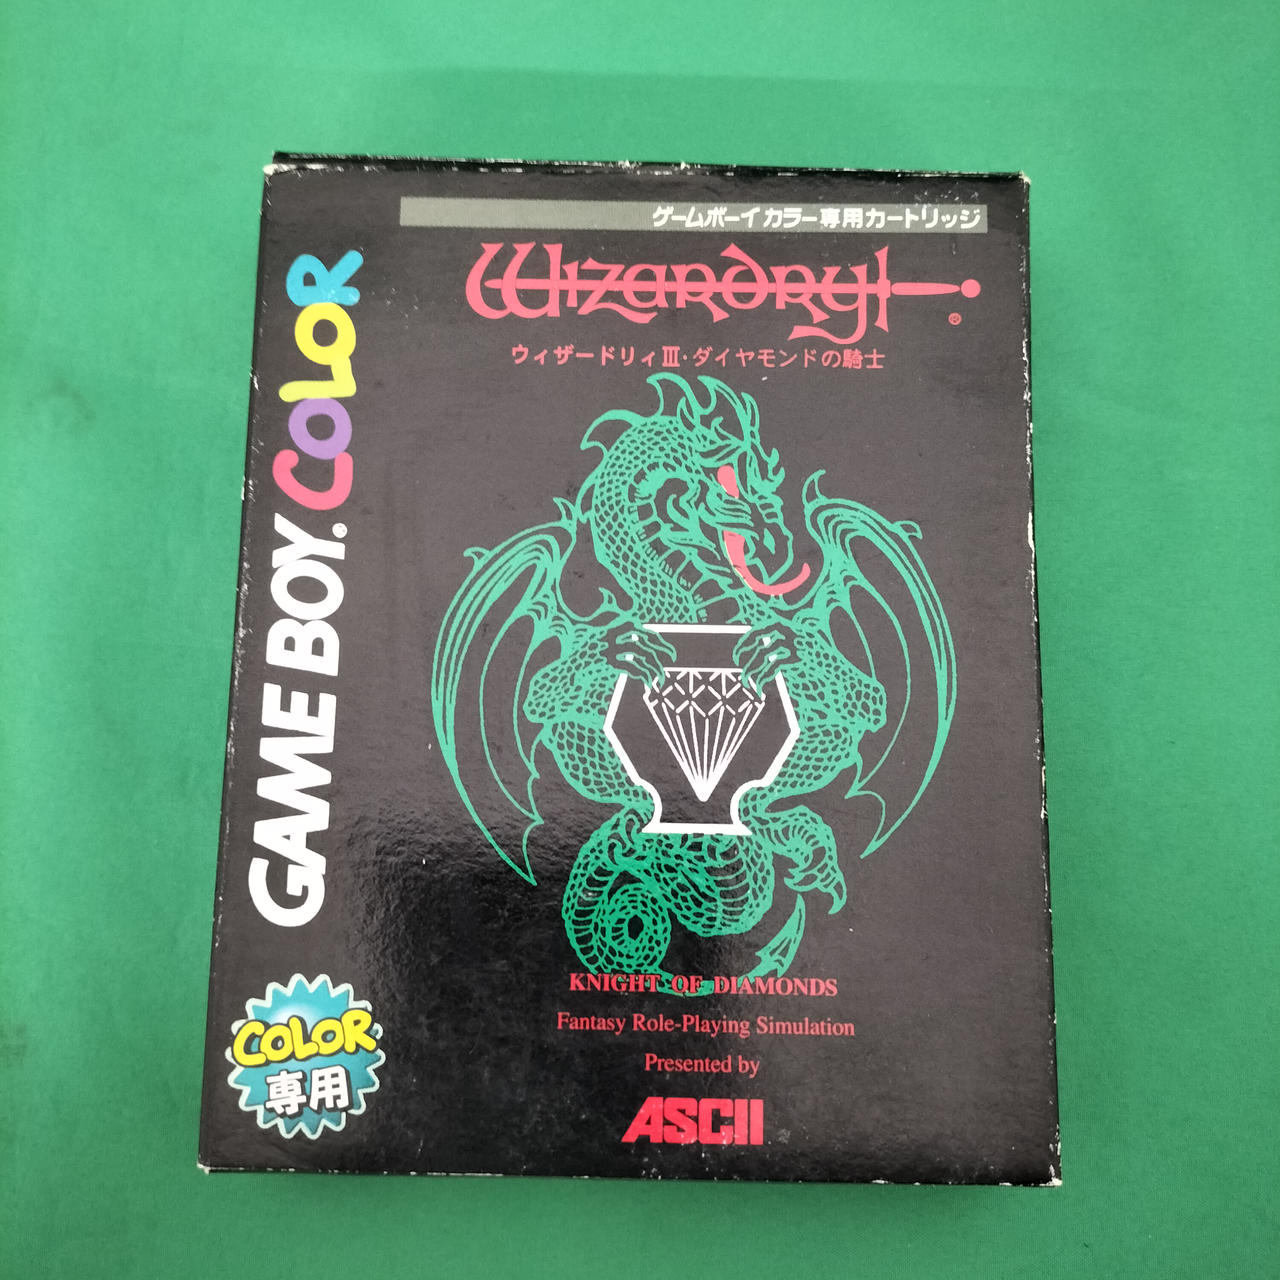 ゲームボーイカラー専用カートリッジ
Wizardry
®
ウィザードリィⅢ・ダイヤモンドの騎士
GAME BOY. COLOR
COLOR
専用
KNIGHT OF DIAMONDS
Fantasy Role-Playing Simulation
Presented by
ASCII